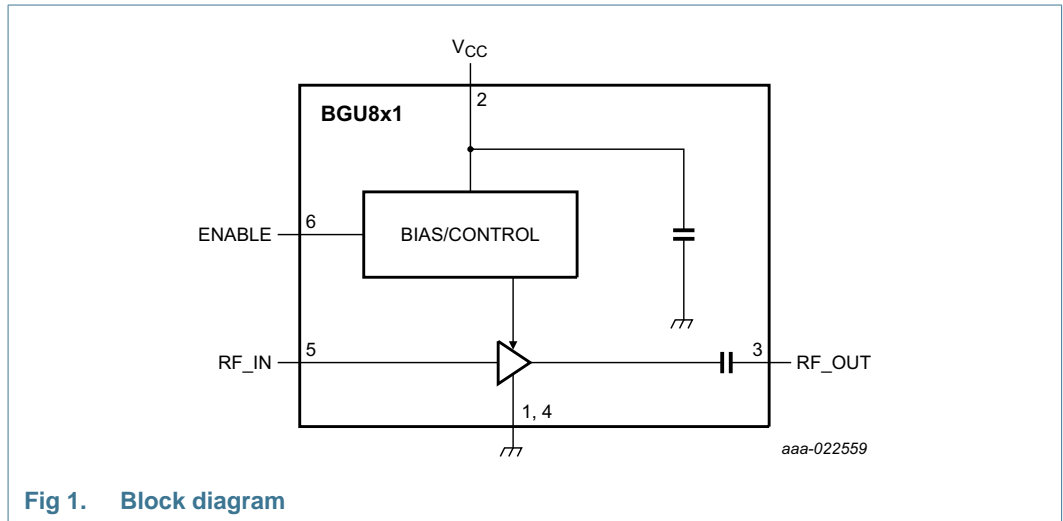 VCC
BGU8x1
2
6
ENABLE
BIAS/CONTROL
5
RF_IN
3
RF_OUT
1, 4
aaa-022559
Fig 1. Block diagram